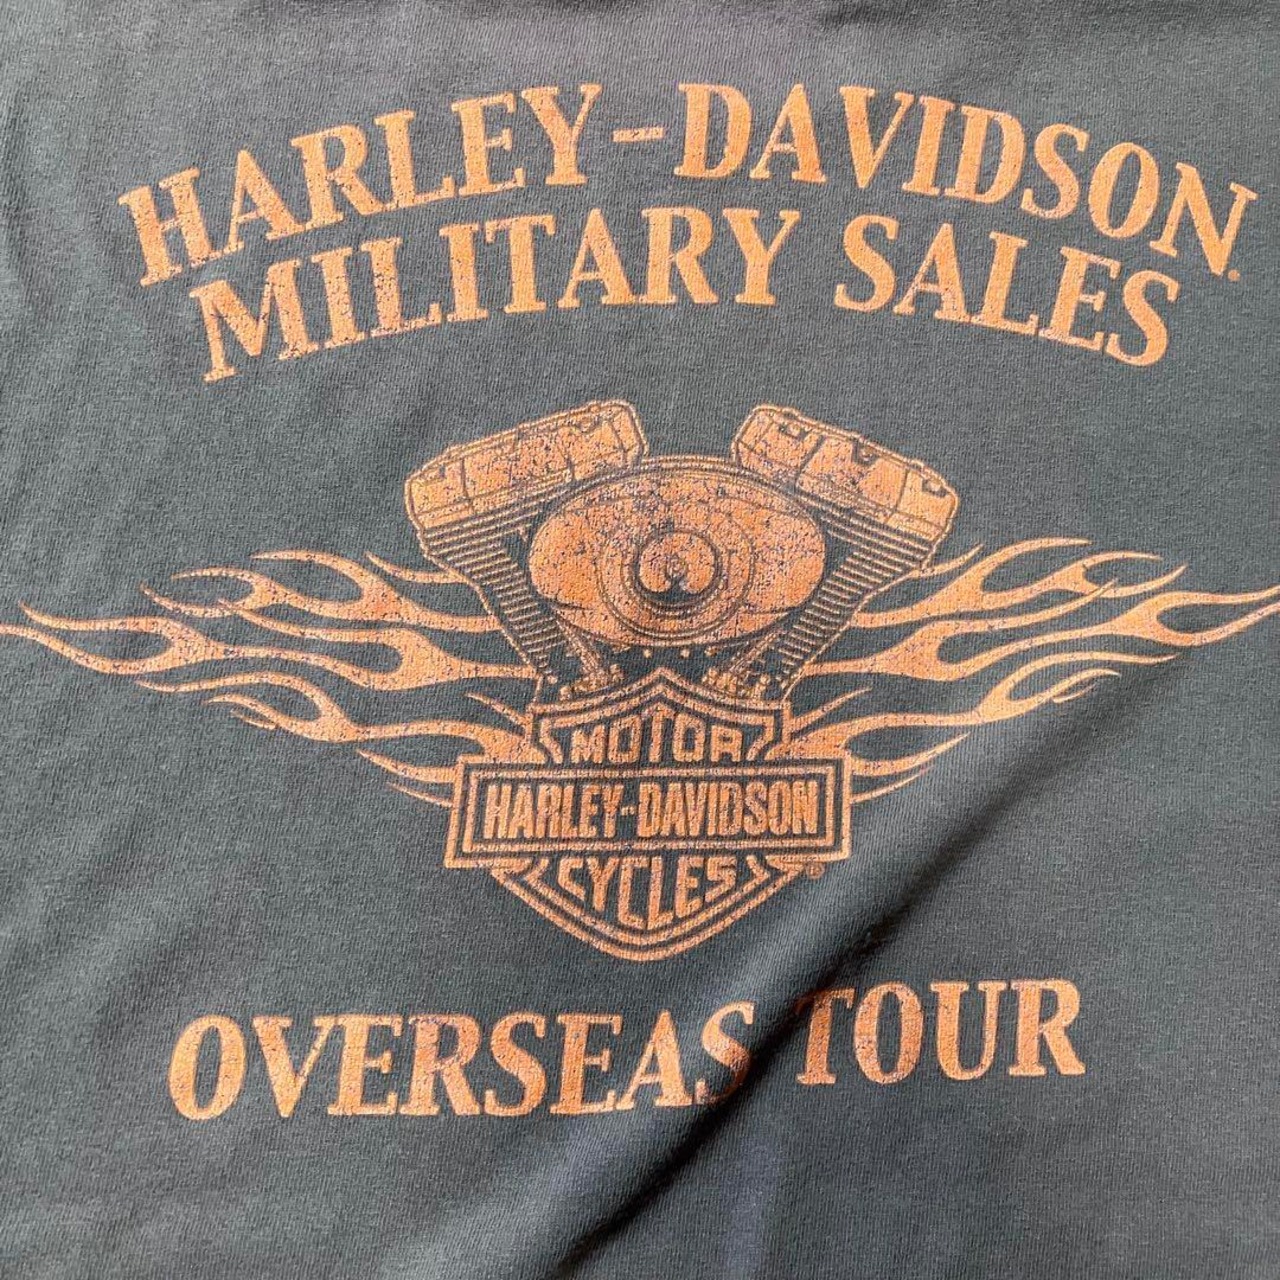 HARLEY-DAVIDSON.
MILITARY SALES
MOTOR
HARLEY-DAVIDSON
CYCLES
®
OVERSEAS TOUR